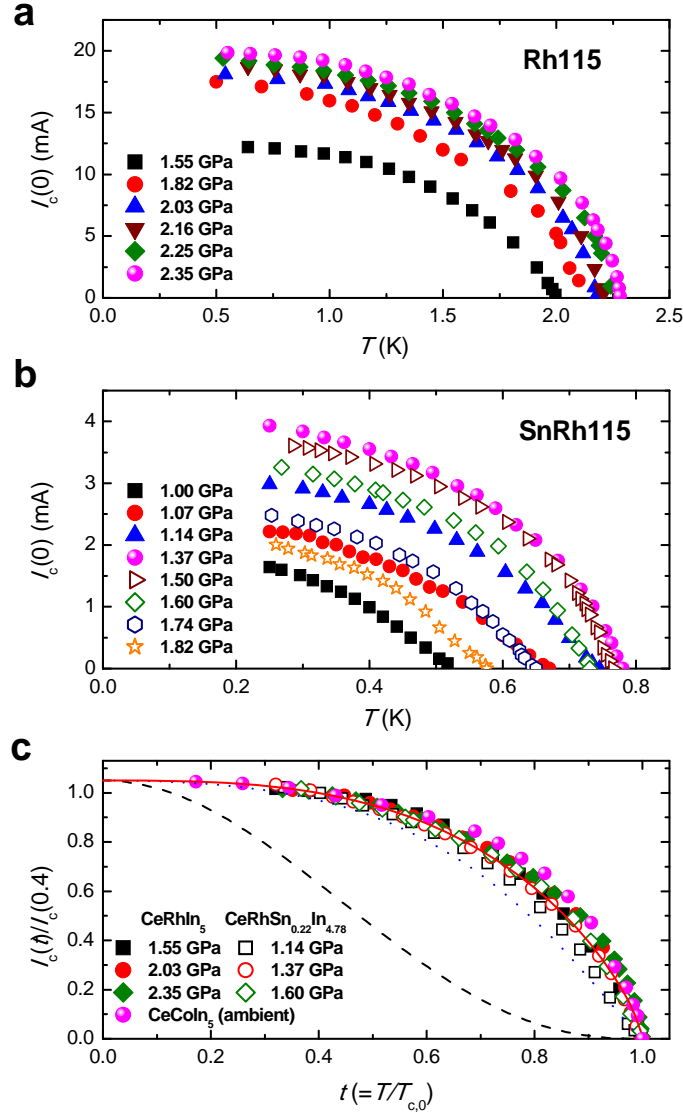 a
Rh115
I_c(0) (mA)
20
15
10
5
0
1.55 GPa
1.82 GPa
2.03 GPa
2.16 GPa
2.25 GPa
2.35 GPa
0.0 0.5 1.0 1.5 2.0 2.5
T (K)
b
SnRh115
I_c(0) (mA)
4
3
2
1
0
1.00 GPa
1.07 GPa
1.14 GPa
1.37 GPa
1.50 GPa
1.60 GPa
1.74 GPa
1.82 GPa
0.0 0.2 0.4 0.6 0.8
T (K)
c
I_c(t)/I_c(0.4)
1.0
0.8
0.6
0.4
0.2
0.0
CeRhIn_5 CeRhSn_0.22In_4.78
1.55 GPa 1.14 GPa
2.03 GPa 1.37 GPa
2.35 GPa 1.60 GPa
CeCoIn_5 (ambient)
0.0 0.2 0.4 0.6 0.8 1.0
t (=T/T_c,0)